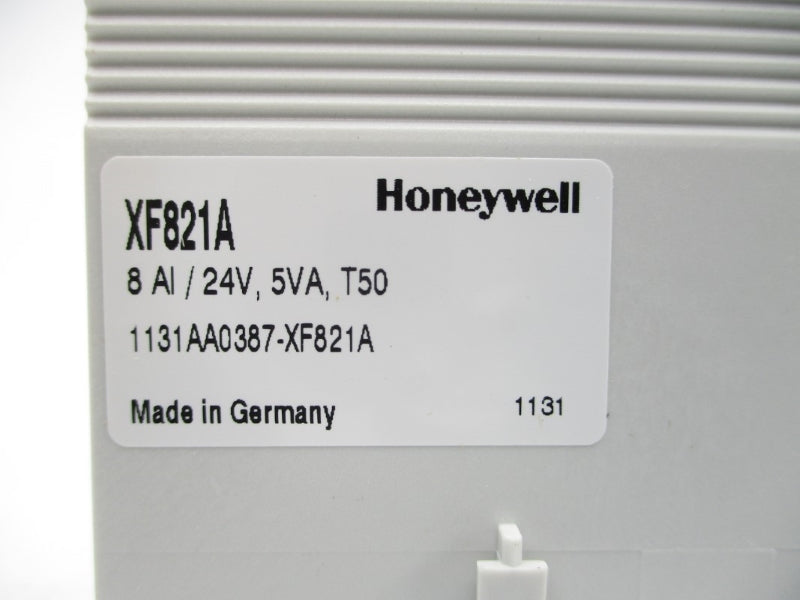 Honeywell
XF821A
8 AI / 24V, 5VA, T50
1131AA0387-XF821A
Made in Germany 1131